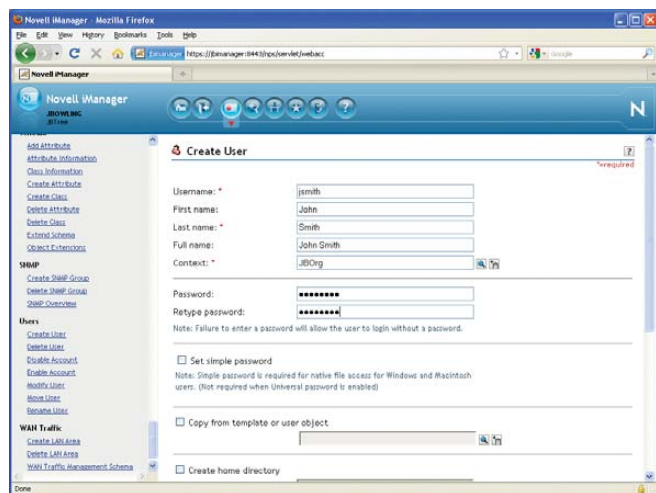 Novell iManager - Mozilla Firefox
File Edit View History Bookmarks Tools Help
https://jbimanager:8443/nps/servlet/webacc
Google
Novell iManager
Novell iManager
JBOWLING
JBTree
N
Add Attribute
Attribute Information
Class Information
Create Attribute
Create Class
Delete Attribute
Delete Class
Extend Schema
Object Extensions
SNMP
Create SNMP Group
Delete SNMP Group
SNMP Overview
Users
Create User
Delete User
Disable Account
Enable Account
Modify User
Move User
Rename User
WAN Traffic
Create LAN Area
Delete LAN Area
WAN Traffic Management Schema
Create User
?
*=required
Username: * jsmith
First name: John
Last name: * Smith
Full name: John Smith
Context: * JBOrg
Password: ••••••••
Retype password: ••••••••
Note: Failure to enter a password will allow the user to login without a password.
Set simple password
Note: Simple password is required for native file access for Windows and Macintosh
users. (Not required when Universal password is enabled)
Copy from template or user object
Create home directory
Done